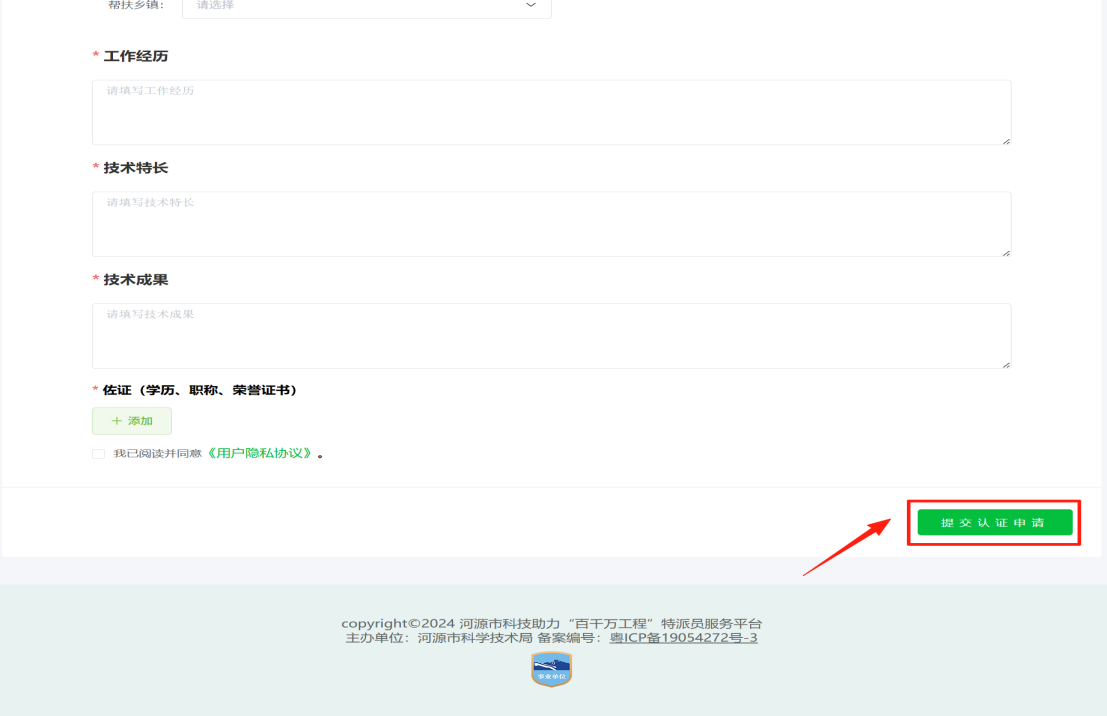 帮扶乡镇： 请选择
* 工作经历
请填写工作经历
* 技术特长
请填写技术特长
* 技术成果
请填写技术成果
* 佐证（学历、职称、荣誉证书）
+ 添加
我已阅读并同意《用户隐私协议》。
提交认证申请
copyright©2024 河源市科技助力“百千万工程”特派员服务平台
主办单位：河源市科学技术局 备案编号：粤ICP备19054272号-3
事业单位